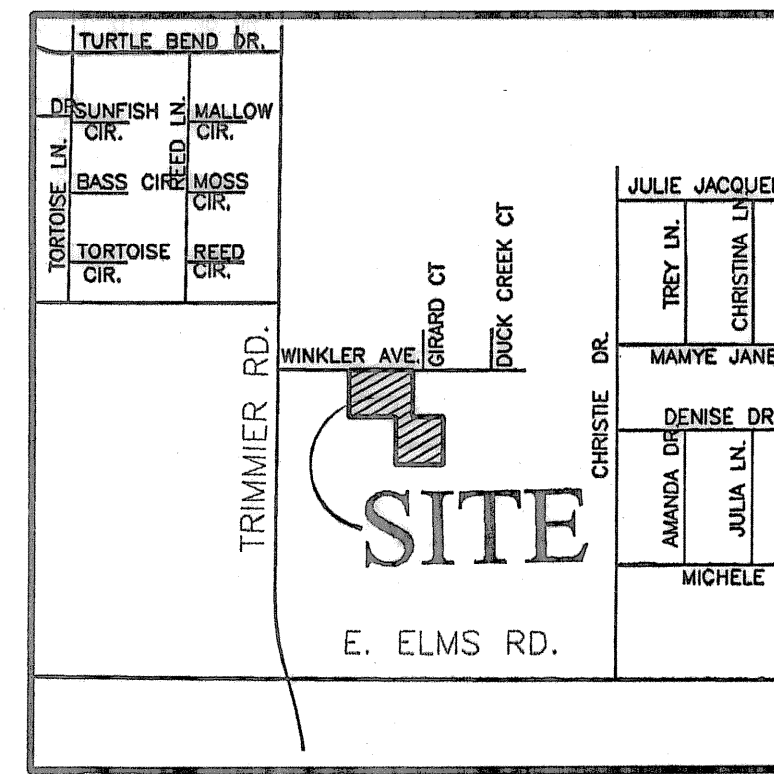 TURTLE BEND DR.
DR
SUNFISH
CIR.
REED LN.
MALLOW
CIR.
TORTOISE LN.
BASS CIR
MOSS
CIR.
TORTOISE
CIR.
REED
CIR.
JULIE
TREY LN.
CHRISTINA LN
GIRARD CT
DUCK CREEK CT
TRIMMIER RD.
WINKLER AVE.
CHRISTIE DR.
MAMYE JANE
DENISE DR
AMANDA DR
JULIA LN.
SITE
MICHELE
E. ELMS RD.